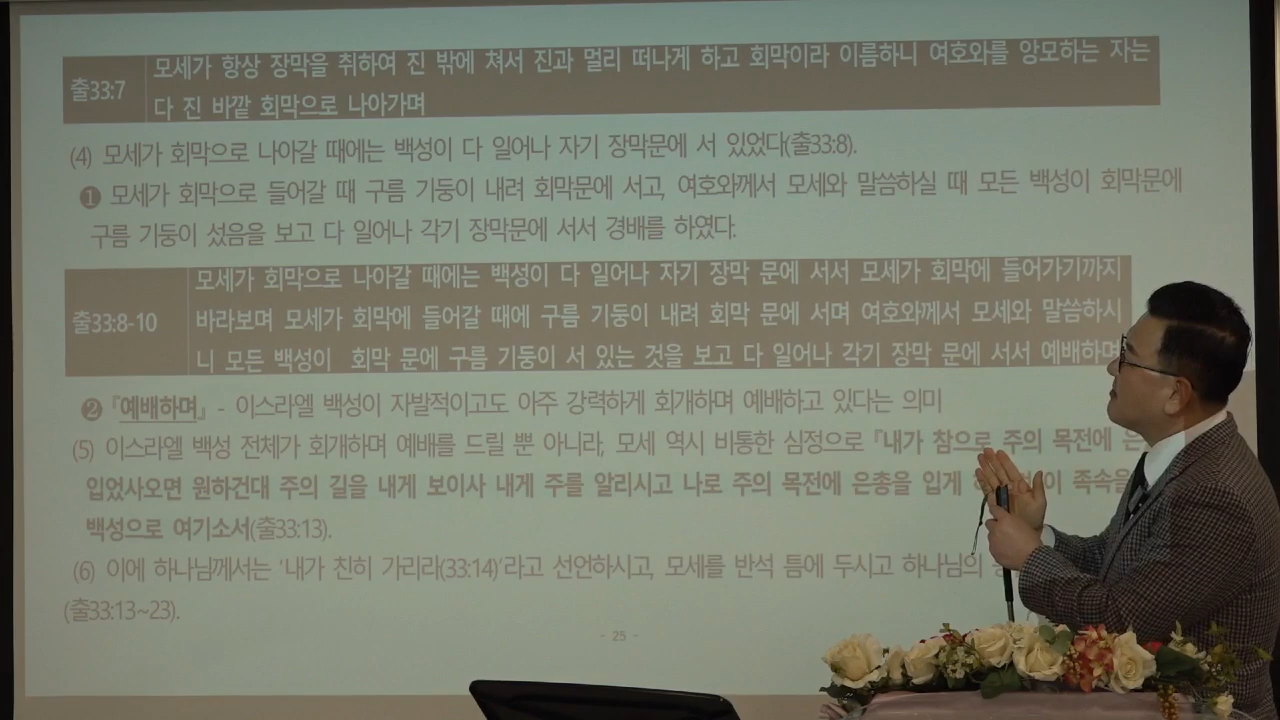 출33:7
모세가 항상 장막을 취하여 진 밖에 쳐서 진과 멀리 떠나게 하고 회막이라 이름하니 여호와를 앙모하는 자는
다 진 바깥 회막으로 나아가며
(4) 모세가 회막으로 나아갈 때에는 백성이 다 일어나 자기 장막문에 서 있었다(출33:8).
❶ 모세가 회막으로 들어갈 때 구름 기둥이 내려 회막문에 서고, 여호와께서 모세와 말씀하실 때 모든 백성이 회막문에
구름 기둥이 섰음을 보고 다 일어나 각기 장막문에 서서 경배를 하였다.
출33:8-10
모세가 회막으로 나아갈 때에는 백성이 다 일어나 자기 장막 문에 서서 모세가 회막에 들어가기까지
바라보며 모세가 회막에 들어갈 때에 구름 기둥이 내려 회막 문에 서며 여호와께서 모세와 말씀하시
니 모든 백성이 회막 문에 구름 기둥이 서 있는 것을 보고 다 일어나 각기 장막 문에 서서 예배하며
❷ 『예배하며』 - 이스라엘 백성이 자발적이고도 아주 강력하게 회개하며 예배하고 있다는 의미
(5) 이스라엘 백성 전체가 회개하며 예배를 드릴 뿐 아니라, 모세 역시 비통한 심정으로 『내가 참으로 주의 목전에 은
입었사오면 원하건대 주의 길을 내게 보이사 내게 주를 알리시고 나로 주의 목전에 은총을 입게 이 족속을
백성으로 여기소서(출33:13).
(6) 이에 하나님께서는 '내가 친히 가리라(33:14)'라고 선언하시고, 모세를 반석 틈에 두시고 하나님의
(출33:13~23).
- 25 -